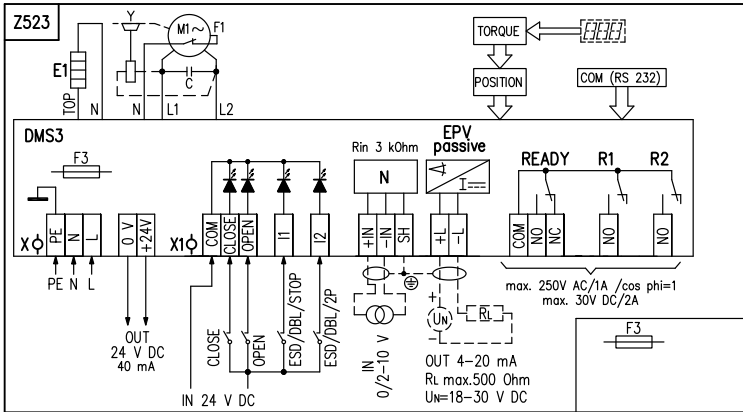 Z523
Y
M1 ~
F1
E1
C
TOP
N
N
L1
L2
TORQUE
POSITION
COM (RS 232)
DMS3
F3
Rin 3 kOhm
N
EPV
passive
I
READY
R1
R2
X
PE
N
L
0 V
+24V
X1
COM
CLOSE
OPEN
I1
I2
+IN
-IN
SH
+L
-L
COM
NO
NC
NO
NO
PE N L
OUT
24 V DC
40 mA
CLOSE
OPEN
ESD/DBL/STOP
ESD/DBL/2P
IN 24 V DC
IN
0/2-10 V
+
UN
-
RL
OUT 4-20 mA
RL max.500 Ohm
UN=18-30 V DC
max. 250V AC/1A /cos phi=1
max. 30V DC/2A
F3